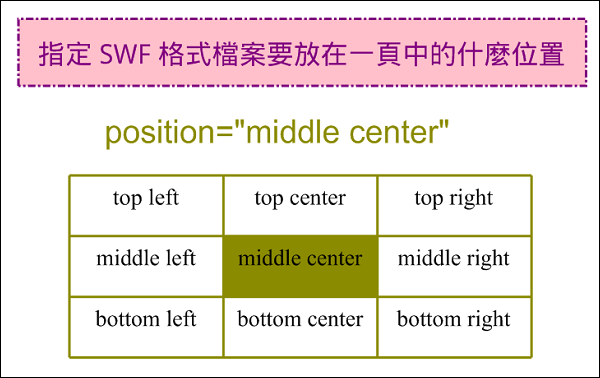 指定 SWF 格式檔案要放在一頁中的什麼位置
position="middle center"
top left top center top right
middle left middle center middle right
bottom left bottom center bottom right